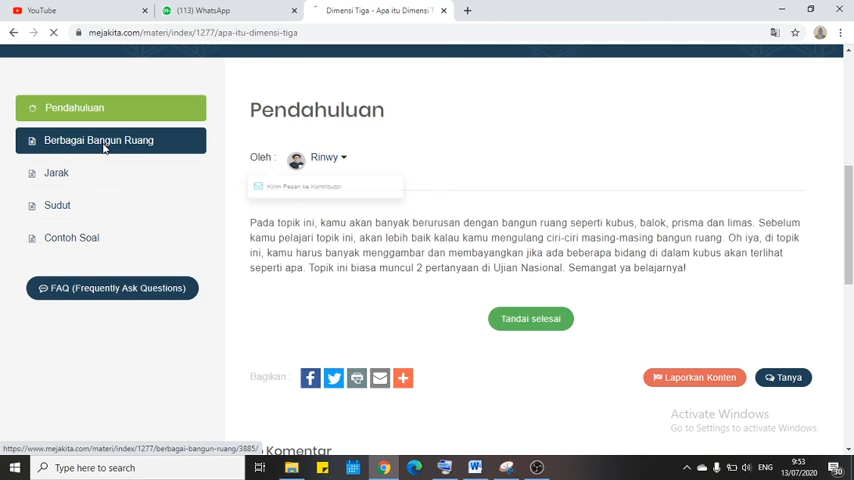 YouTube
(113) WhatsApp
Dimensi Tiga - Apa itu Dimensi T
mejakita.com/materi/index/1277/apa-itu-dimensi-tiga
Pendahuluan
Berbagai Bangun Ruang
Jarak
Sudut
Contoh Soal
FAQ (Frequently Ask Questions)
Pendahuluan
Oleh :
Rinwy
Kirim Pesan ke Kontributor
Pada topik ini, kamu akan banyak berurusan dengan bangun ruang seperti kubus, balok, prisma dan limas. Sebelum
kamu pelajari topik ini, akan lebih baik kalau kamu mengulang ciri-ciri masing-masing bangun ruang. Oh iya, di topik
ini, kamu harus banyak menggambar dan membayangkan jika ada beberapa bidang di dalam kubus akan terlihat
seperti apa. Topik ini biasa muncul 2 pertanyaan di Ujian Nasional. Semangat ya belajarnya!
Tandai selesai
Bagikan :
Laporkan Konten
Tanya
Activate Windows
Go to Settings to activate Windows.
https://www.mejakita.com/materi/index/1277/berbagai-bangun-ruang/3885/
Komentar
Type here to search
ENG
9:53
13/07/2020
30